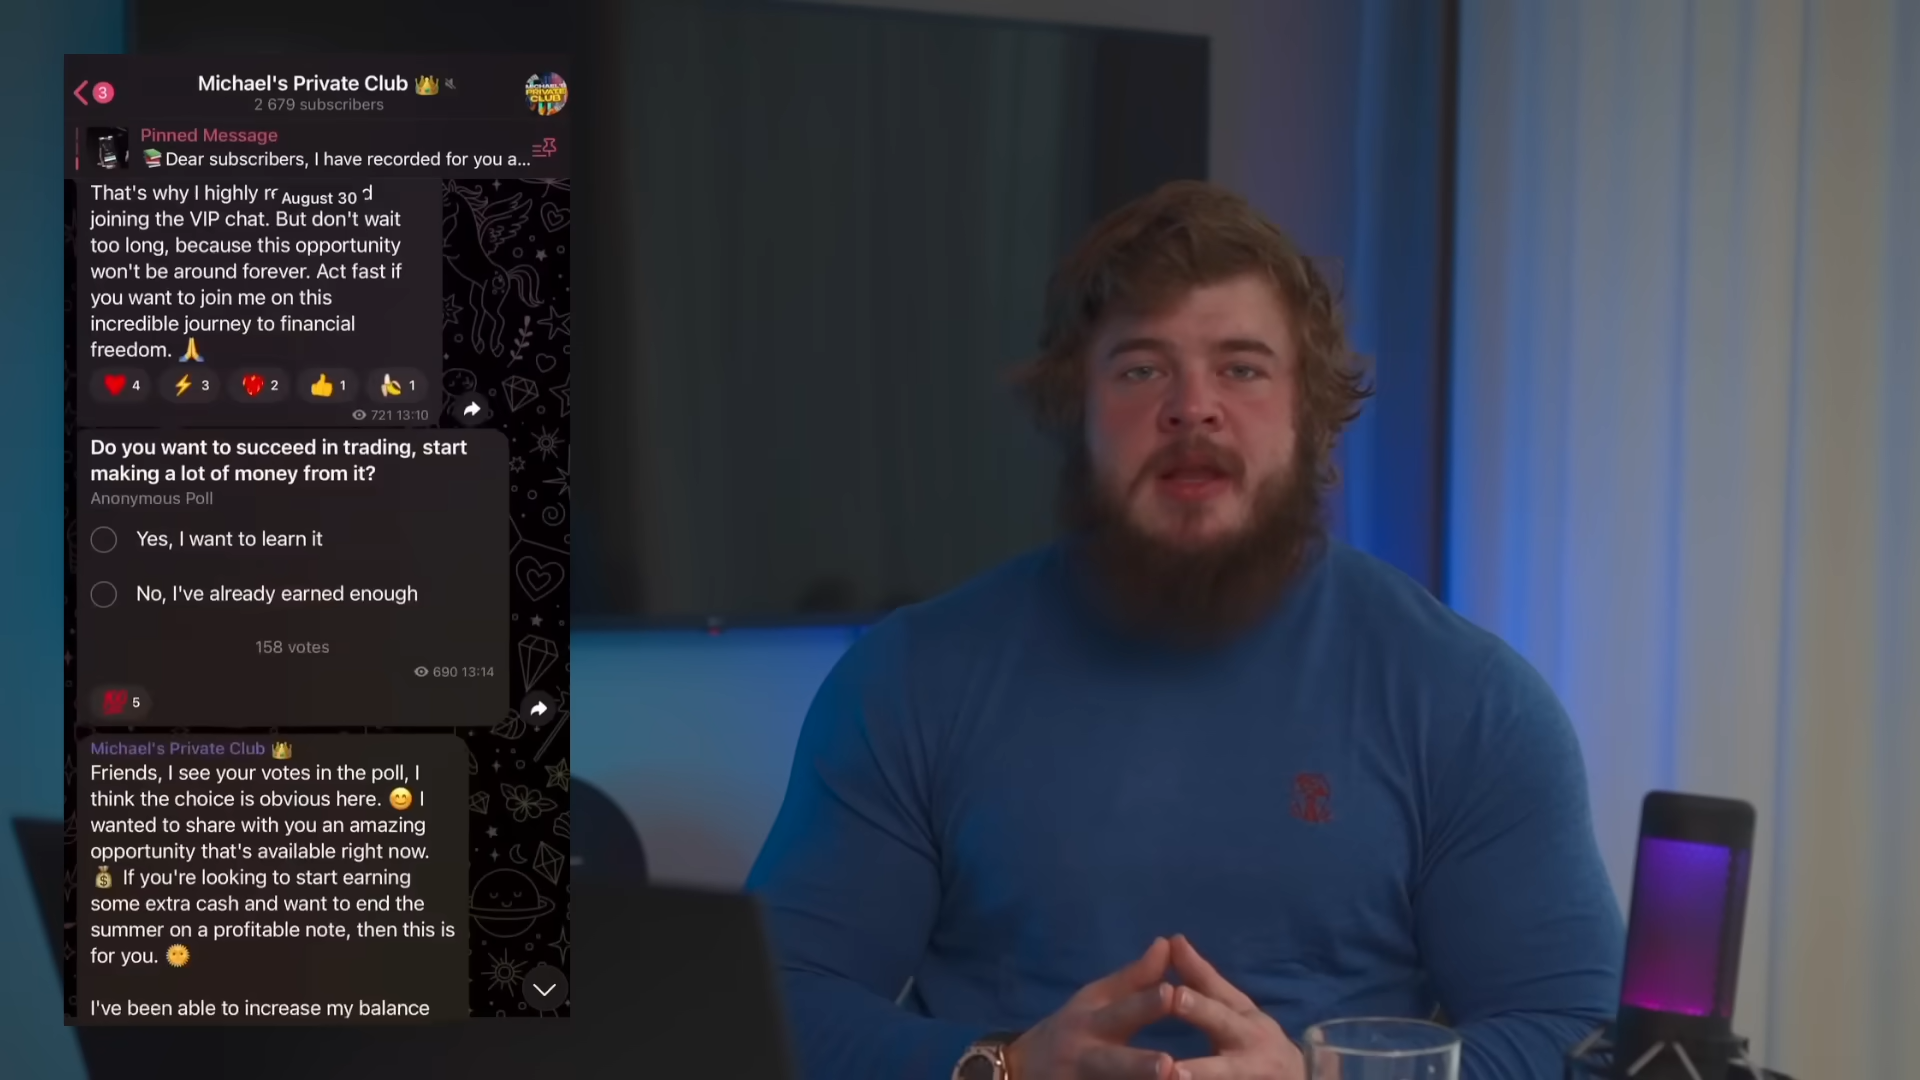 3
Michael's Private Club
2 679 subscribers
Pinned Message
Dear subscribers, I have recorded for you a...
That's why I highly
August 30
joining the VIP chat. But don't wait
too long, because this opportunity
won't be around forever. Act fast if
you want to join me on this
incredible journey to financial
freedom.
4 3 2 1 1
721 13:10
Do you want to succeed in trading, start
making a lot of money from it?
Anonymous Poll
Yes, I want to learn it
No, I've already earned enough
158 votes
690 13:14
5
Michael's Private Club
Friends, I see your votes in the poll, I
think the choice is obvious here. I
wanted to share with you an amazing
opportunity that's available right now.
If you're looking to start earning
some extra cash and want to end the
summer on a profitable note, then this is
for you.
I've been able to increase my balance